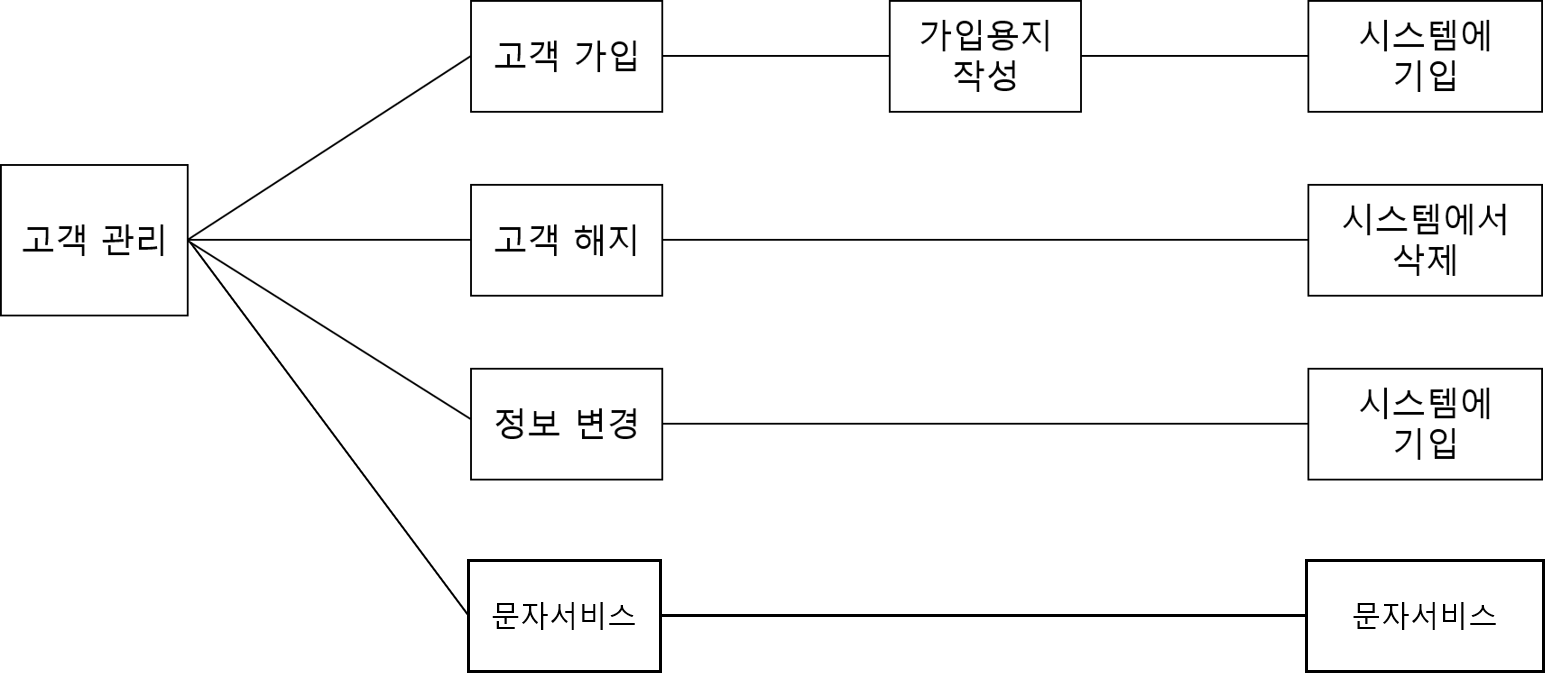 고객 가입
가입용지
작성
시스템에
기입
고객 관리
고객 해지
시스템에서
삭제
정보 변경
시스템에
기입
문자서비스
문자서비스